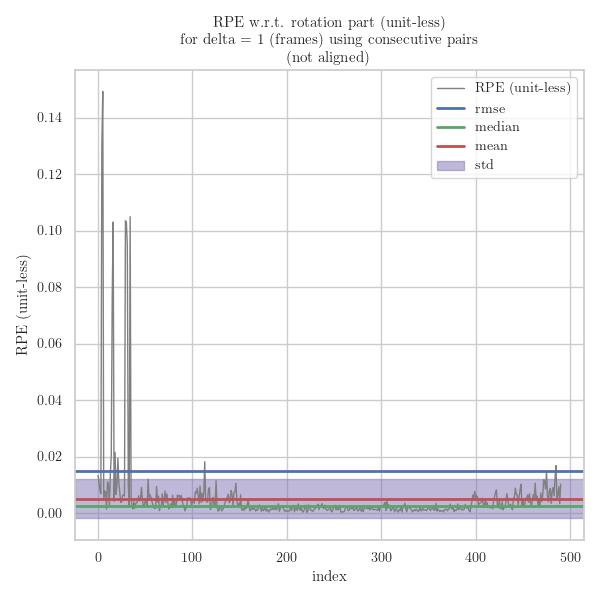 RPE w.r.t. rotation part (unit-less)
for delta = 1 (frames) using consecutive pairs
(not aligned)
RPE (unit-less)
rmse
median
mean
std
0.14
0.12
0.10
0.08
0.06
0.04
0.02
0.00
RPE (unit-less)
0
100
200
300
400
500
index